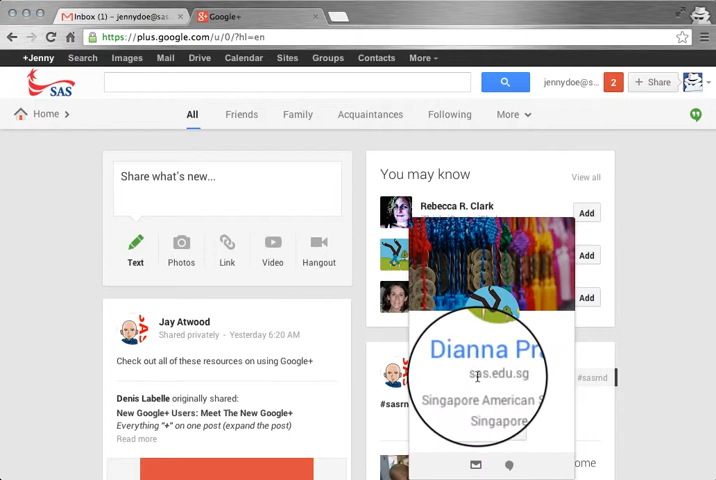 Inbox (1) – jennydoe@sas
Google+
https://plus.google.com/u/0/?hl=en
+Jenny Search Images Mail Drive Calendar Sites Groups Contacts More
SAS
jennydoe@s... 2 + Share
Home > All Friends Family Acquaintances Following More
Share what's new...
Text Photos Link Video Hangout
You may know View all
Rebecca R. Clark Add
Add
Add
Jay Atwood
Shared privately - Yesterday 6:20 AM
Check out all of these resources on using Google+
Denis Labelle originally shared:
New Google+ Users: Meet The New Google+
Everything "+" on one post (expand the post)
Read more
Dianna
sas.edu.sg
Singapore American
Singapore
#sasrnd